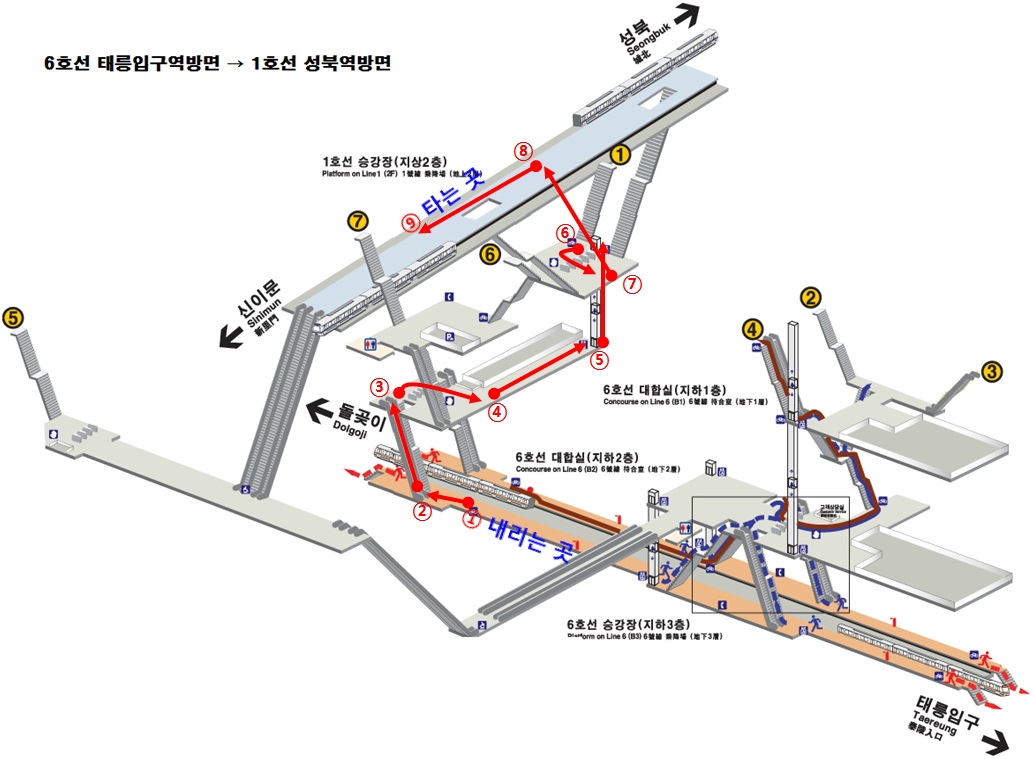 6호선 태릉입구역방면 → 1호선 성북역방면
성북
Seongbuk
城北
1호선 승강장(지상2층)
Platform on Line1 (2F) 1號線 乘降場 (地上2層)
타는 곳
⑧
⑨
1
7
6
⑥
⑦
신이문
Sinimun
新里門
5
2
4
3
⑤
③
④
6호선 대합실(지하1층)
Concourse on Line 6 (B1) 6號線 待合室 (地下1層)
돌곶이
Dolgoji
6호선 대합실(지하2층)
Concourse on Line 6 (B2) 6號線 待合室 (地下2層)
②
①
내리는 곳
고객상담실
6호선 승강장(지하3층)
Platform on Line 6 (B3) 6號線 乘降場 (地下3層)
태릉입구
Taereung
泰陵入口